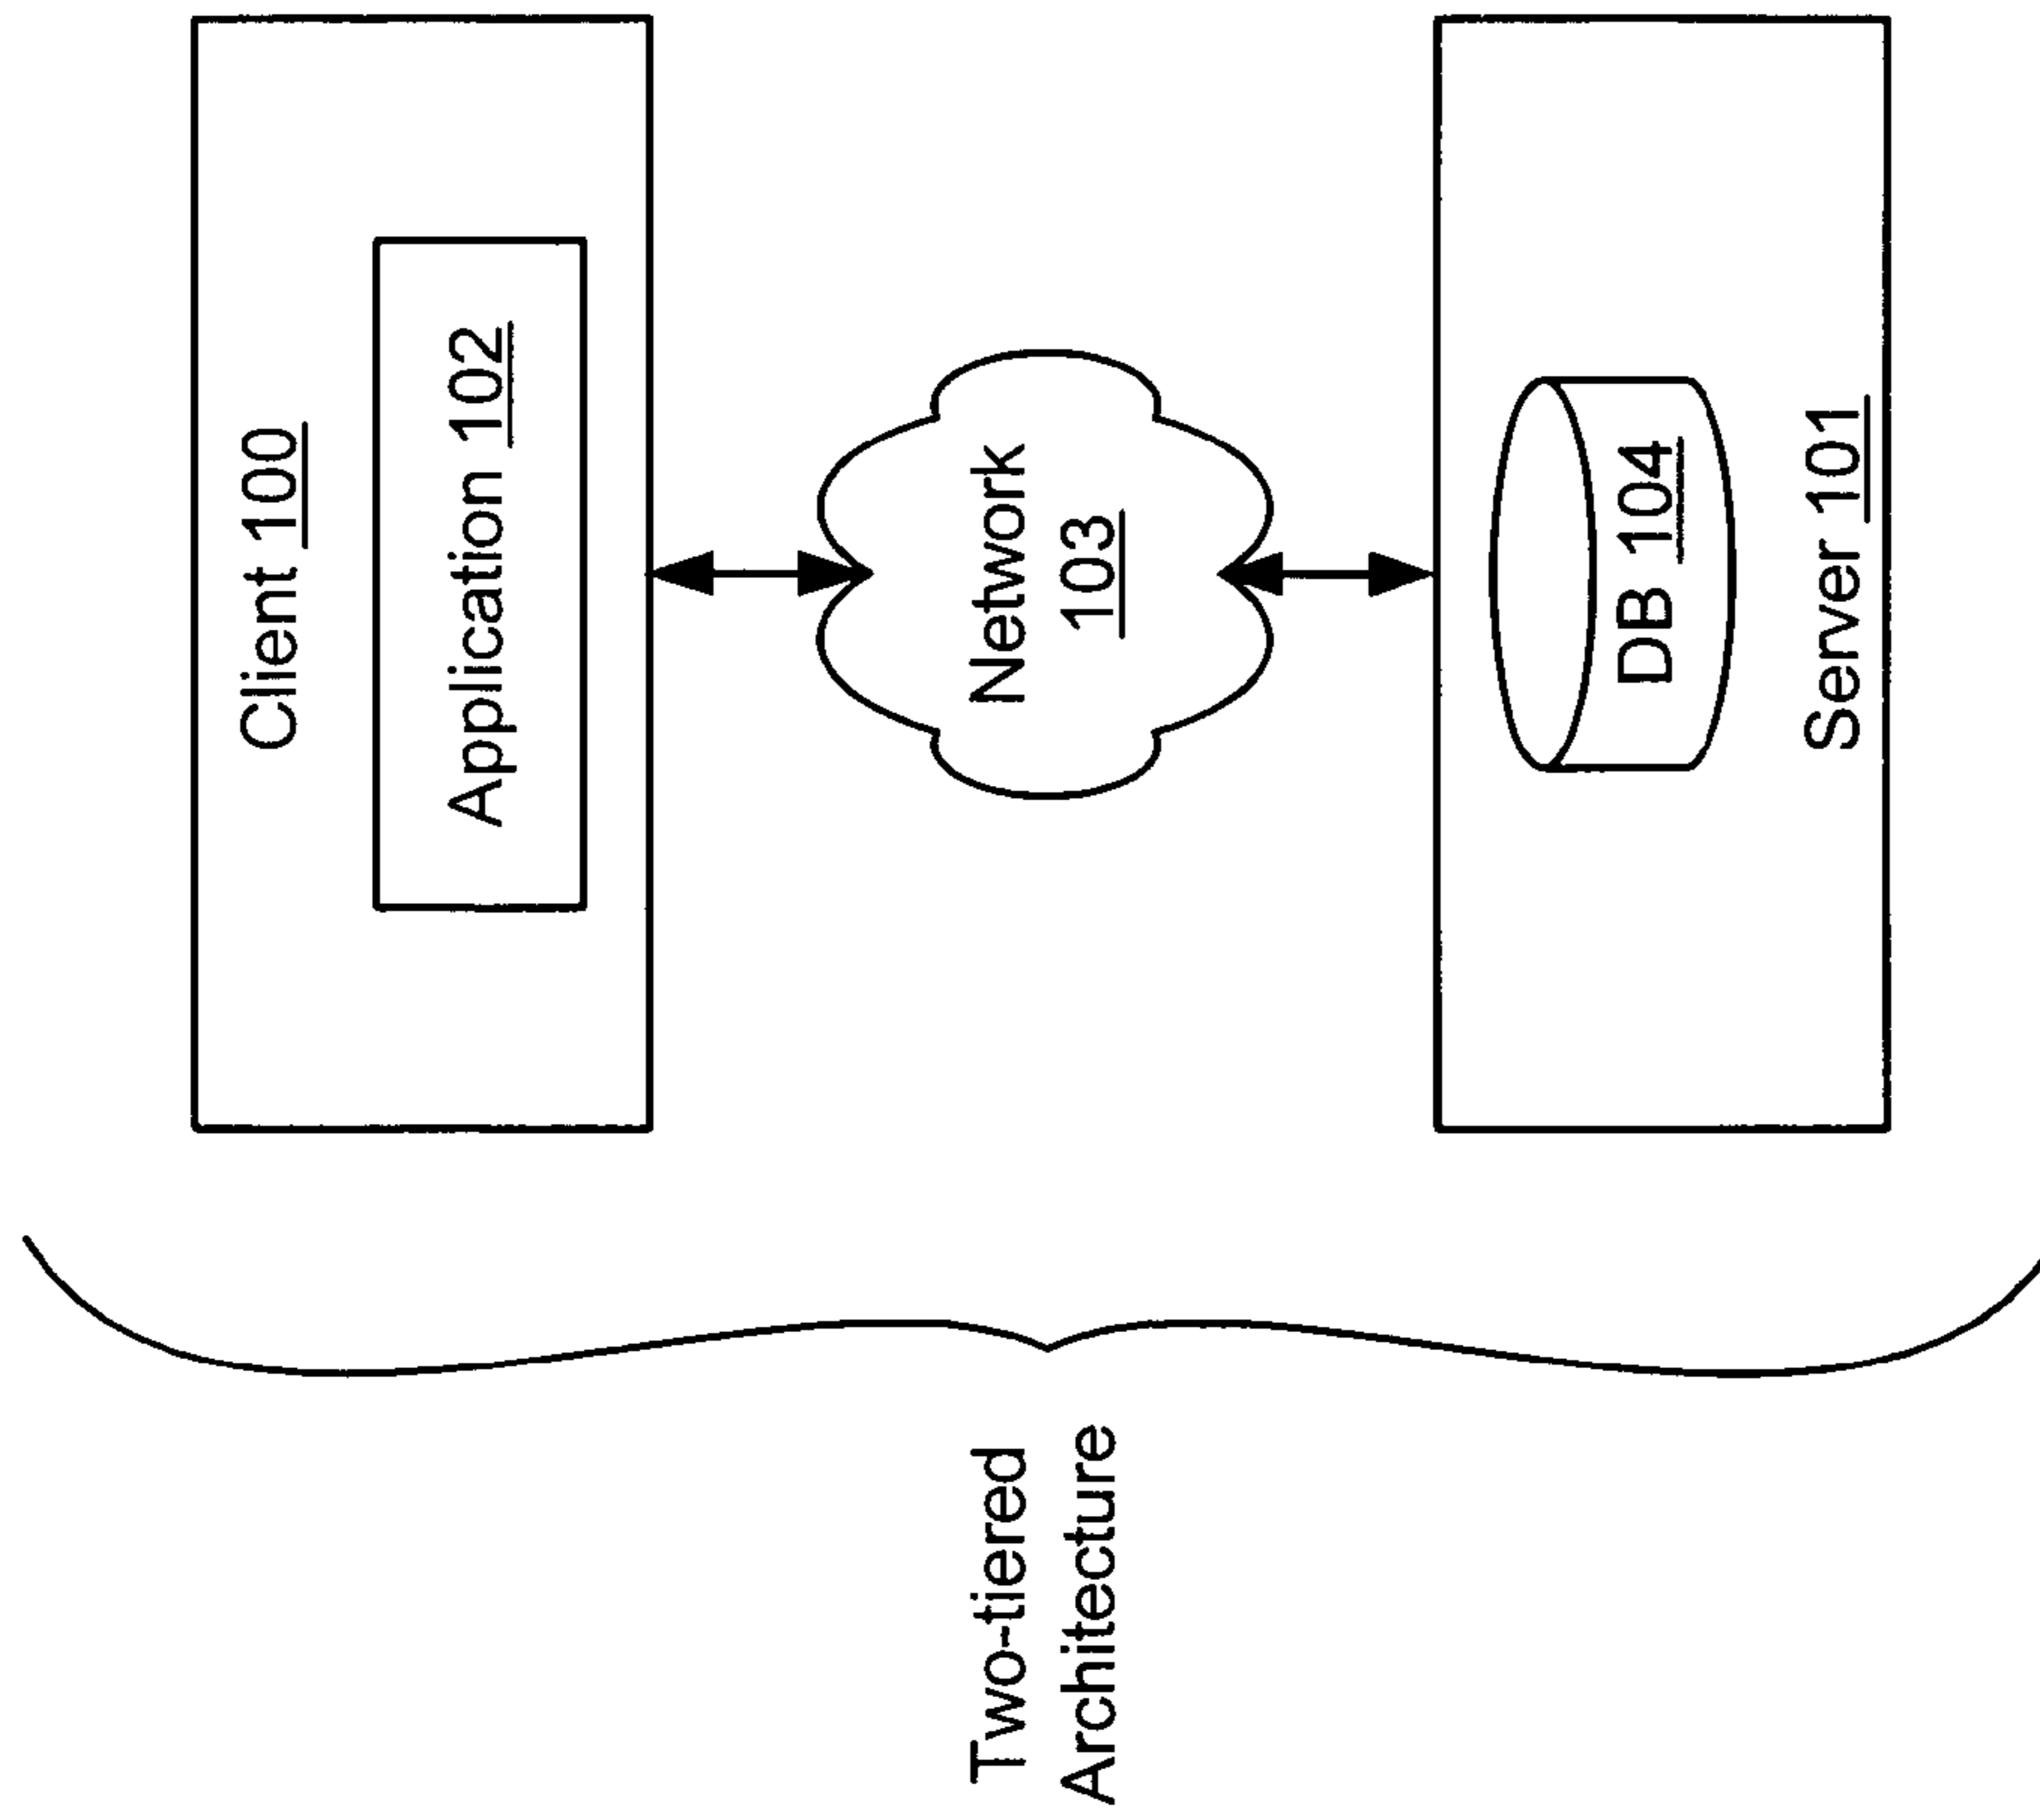 Client 100
Application 102
Network
103
DB 104
Server 101
Two-tiered
Architecture